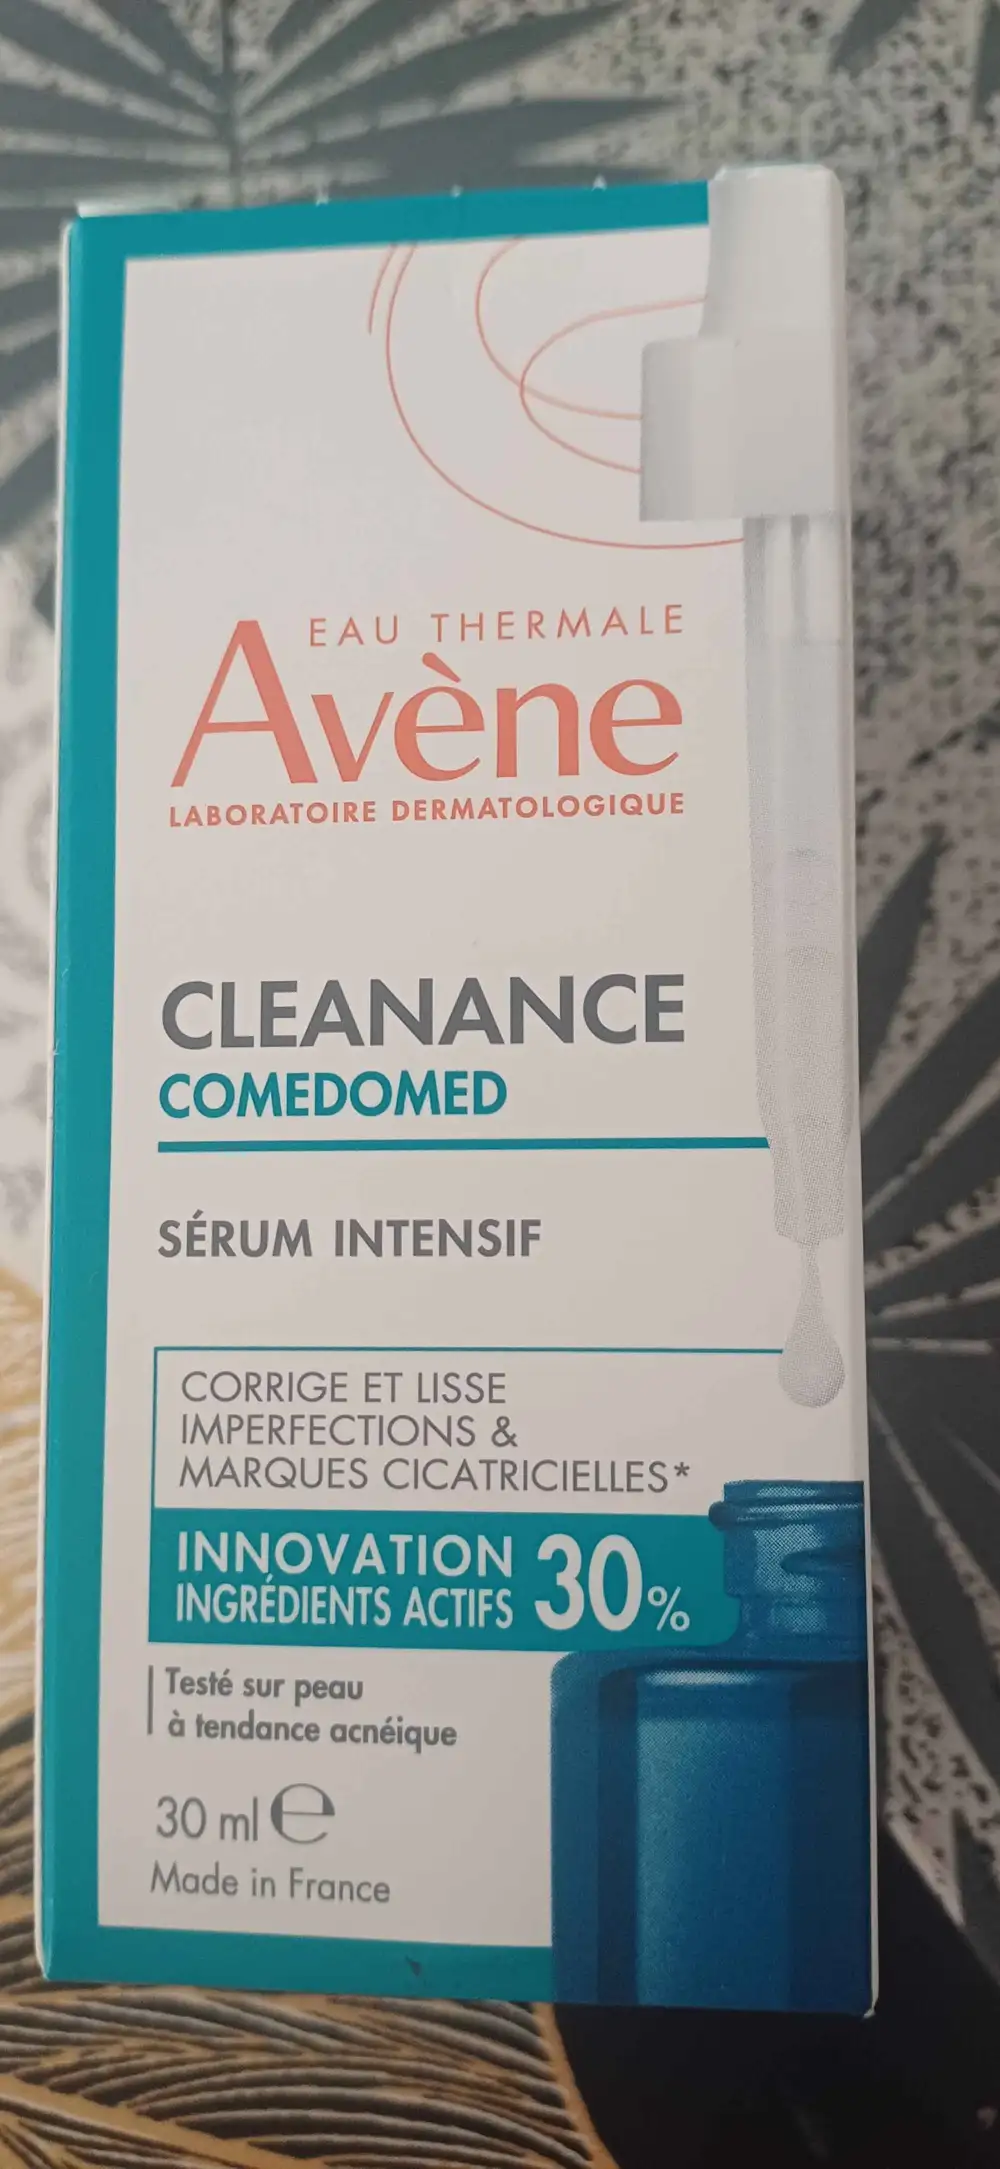 EAU THERMALE
Avène
LABORATOIRE DERMATOLOGIQUE
CLEANANCE
COMEDOMED
SÉRUM INTENSIF
CORRIGE ET LISSE
IMPERFECTIONS &
MARQUES CICATRICIELLES*
INNOVATION
INGRÉDIENTS ACTIFS 30%
Testé sur peau
à tendance acnéique
30 ml e
Made in France